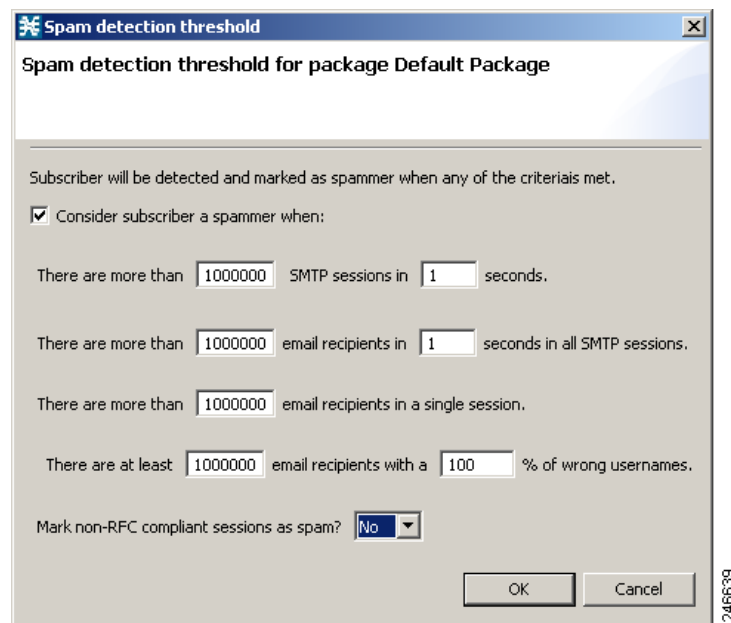 Spam detection threshold
Spam detection threshold for package Default Package
Subscriber will be detected and marked as spammer when any of the criteriais met.
Consider subscriber a spammer when:
There are more than 1000000 SMTP sessions in 1 seconds.
There are more than 1000000 email recipients in 1 seconds in all SMTP sessions.
There are more than 1000000 email recipients in a single session.
There are at least 1000000 email recipients with a 100 % of wrong usernames.
Mark non-RFC compliant sessions as spam? No
OK Cancel
246639